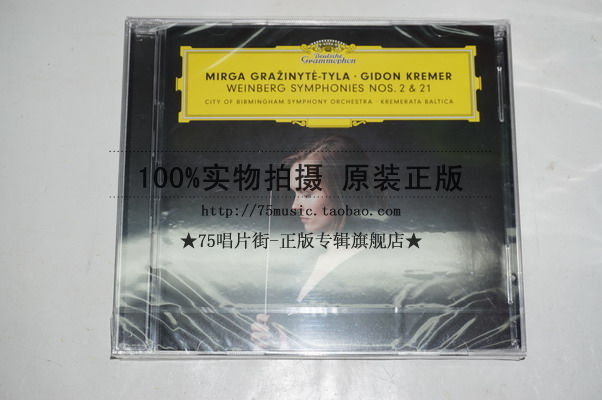 Deutsche
Grammophon
MIRGA GRAŽINYTĖ-TYLA · GIDON KREMER
WEINBERG SYMPHONIES NOS. 2 & 21
CITY OF BIRMINGHAM SYMPHONY ORCHESTRA · KREMERATA BALTICA
100%实物拍摄 原装正版
http://75music.taobao.com
★75唱片街-正版专辑旗舰店★